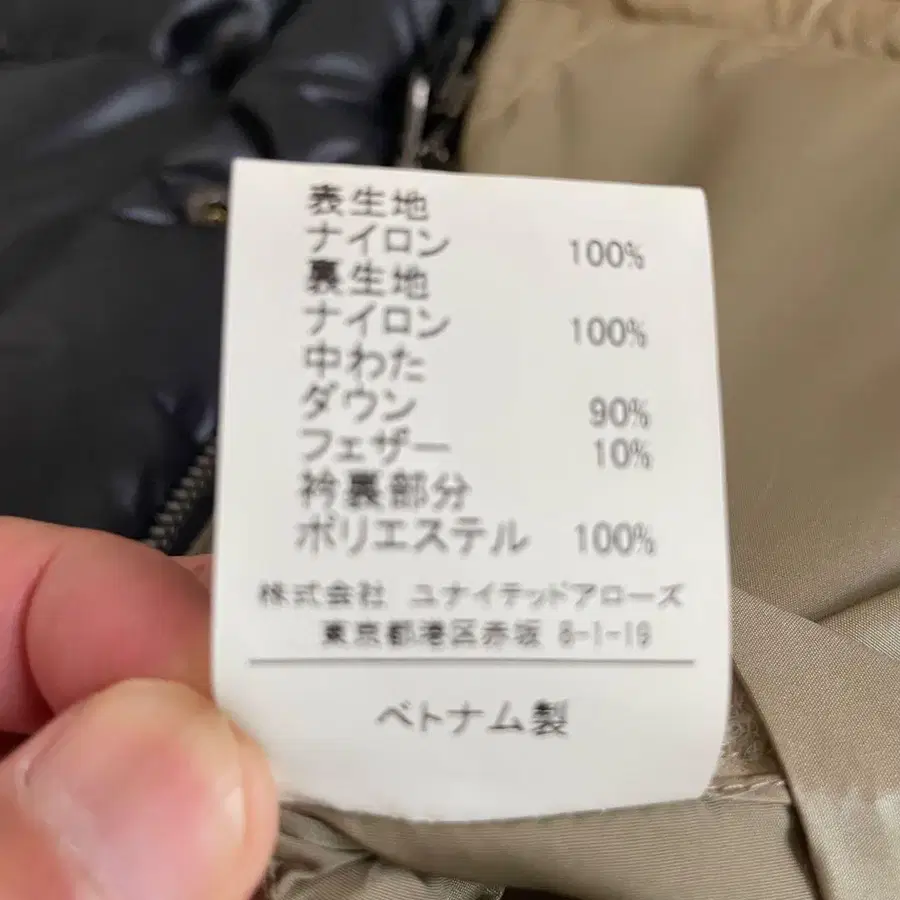 表生地
ナイロン 100%
裏生地
ナイロン 100%
中わた
ダウン 90%
フェザー 10%
衿裏部分
ポリエステル 100%
株式会社 ユナイテッドアローズ
東京都港区赤坂 8-1-19
ベトナム製